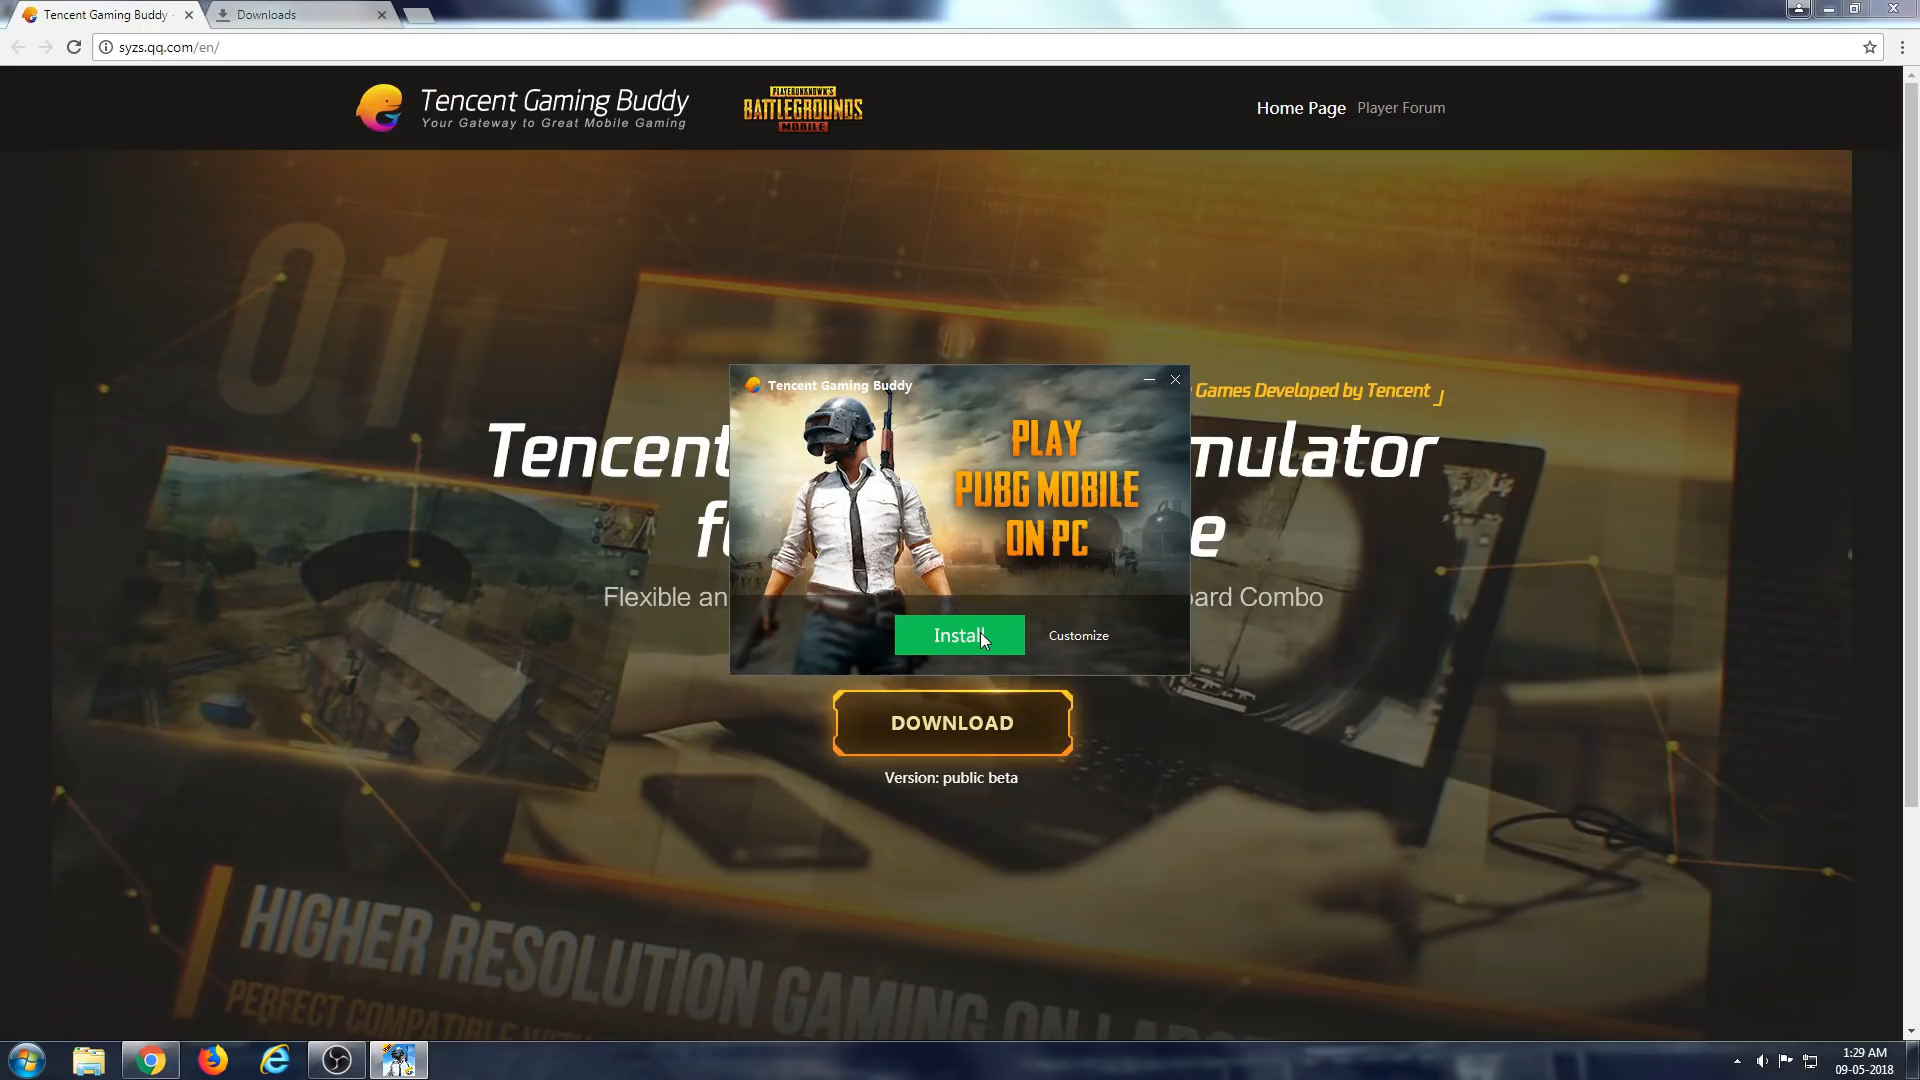 Tencent Gaming Buddy -
Downloads
syzs.qq.com/en/
Tencent Gaming Buddy
Your Gateway to Great Mobile Gaming
PLAYERUNKNOWN'S
BATTLEGROUNDS
MOBILE
Home Page
Player Forum
01
Games Developed by Tencent
Tencent
mulator
f
e
Flexible an
ard Combo
Tencent Gaming Buddy
PLAY
PUBG MOBILE
ON PC
Install
Customize
DOWNLOAD
Version: public beta
HIGHER RESOLUTION GAMING ON
PERFECT COMPATIBLE WITH
1:29 AM
09-05-2018